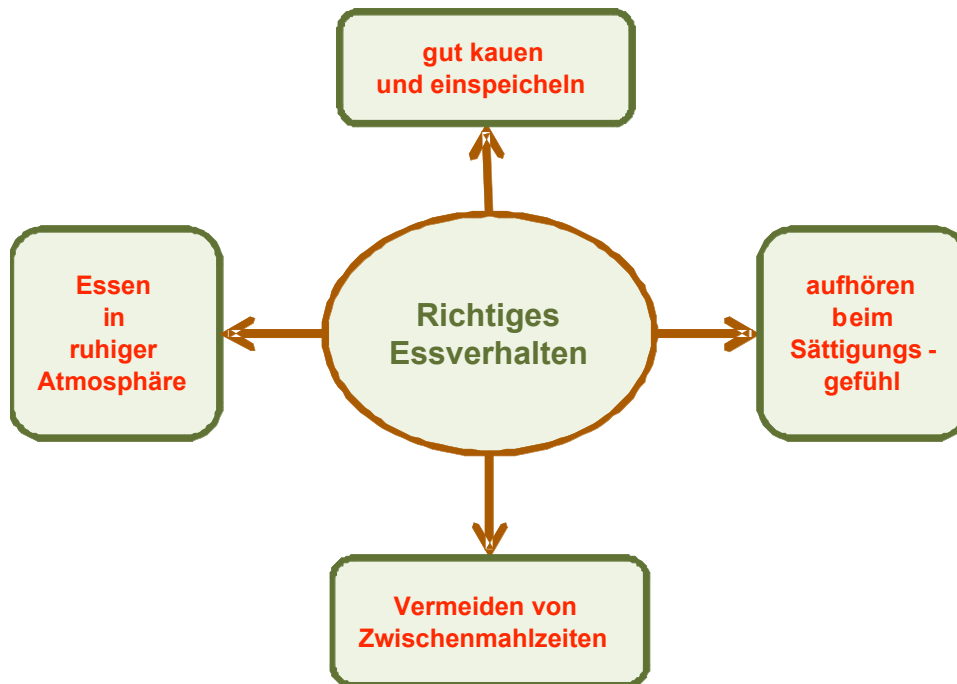 gut kauen
und einspeicheln
Essen
in
ruhiger
Atmosphäre
Richtiges
Essverhalten
aufhören
beim
Sättigungs -
gefühl
Vermeiden von
Zwischenmahlzeiten